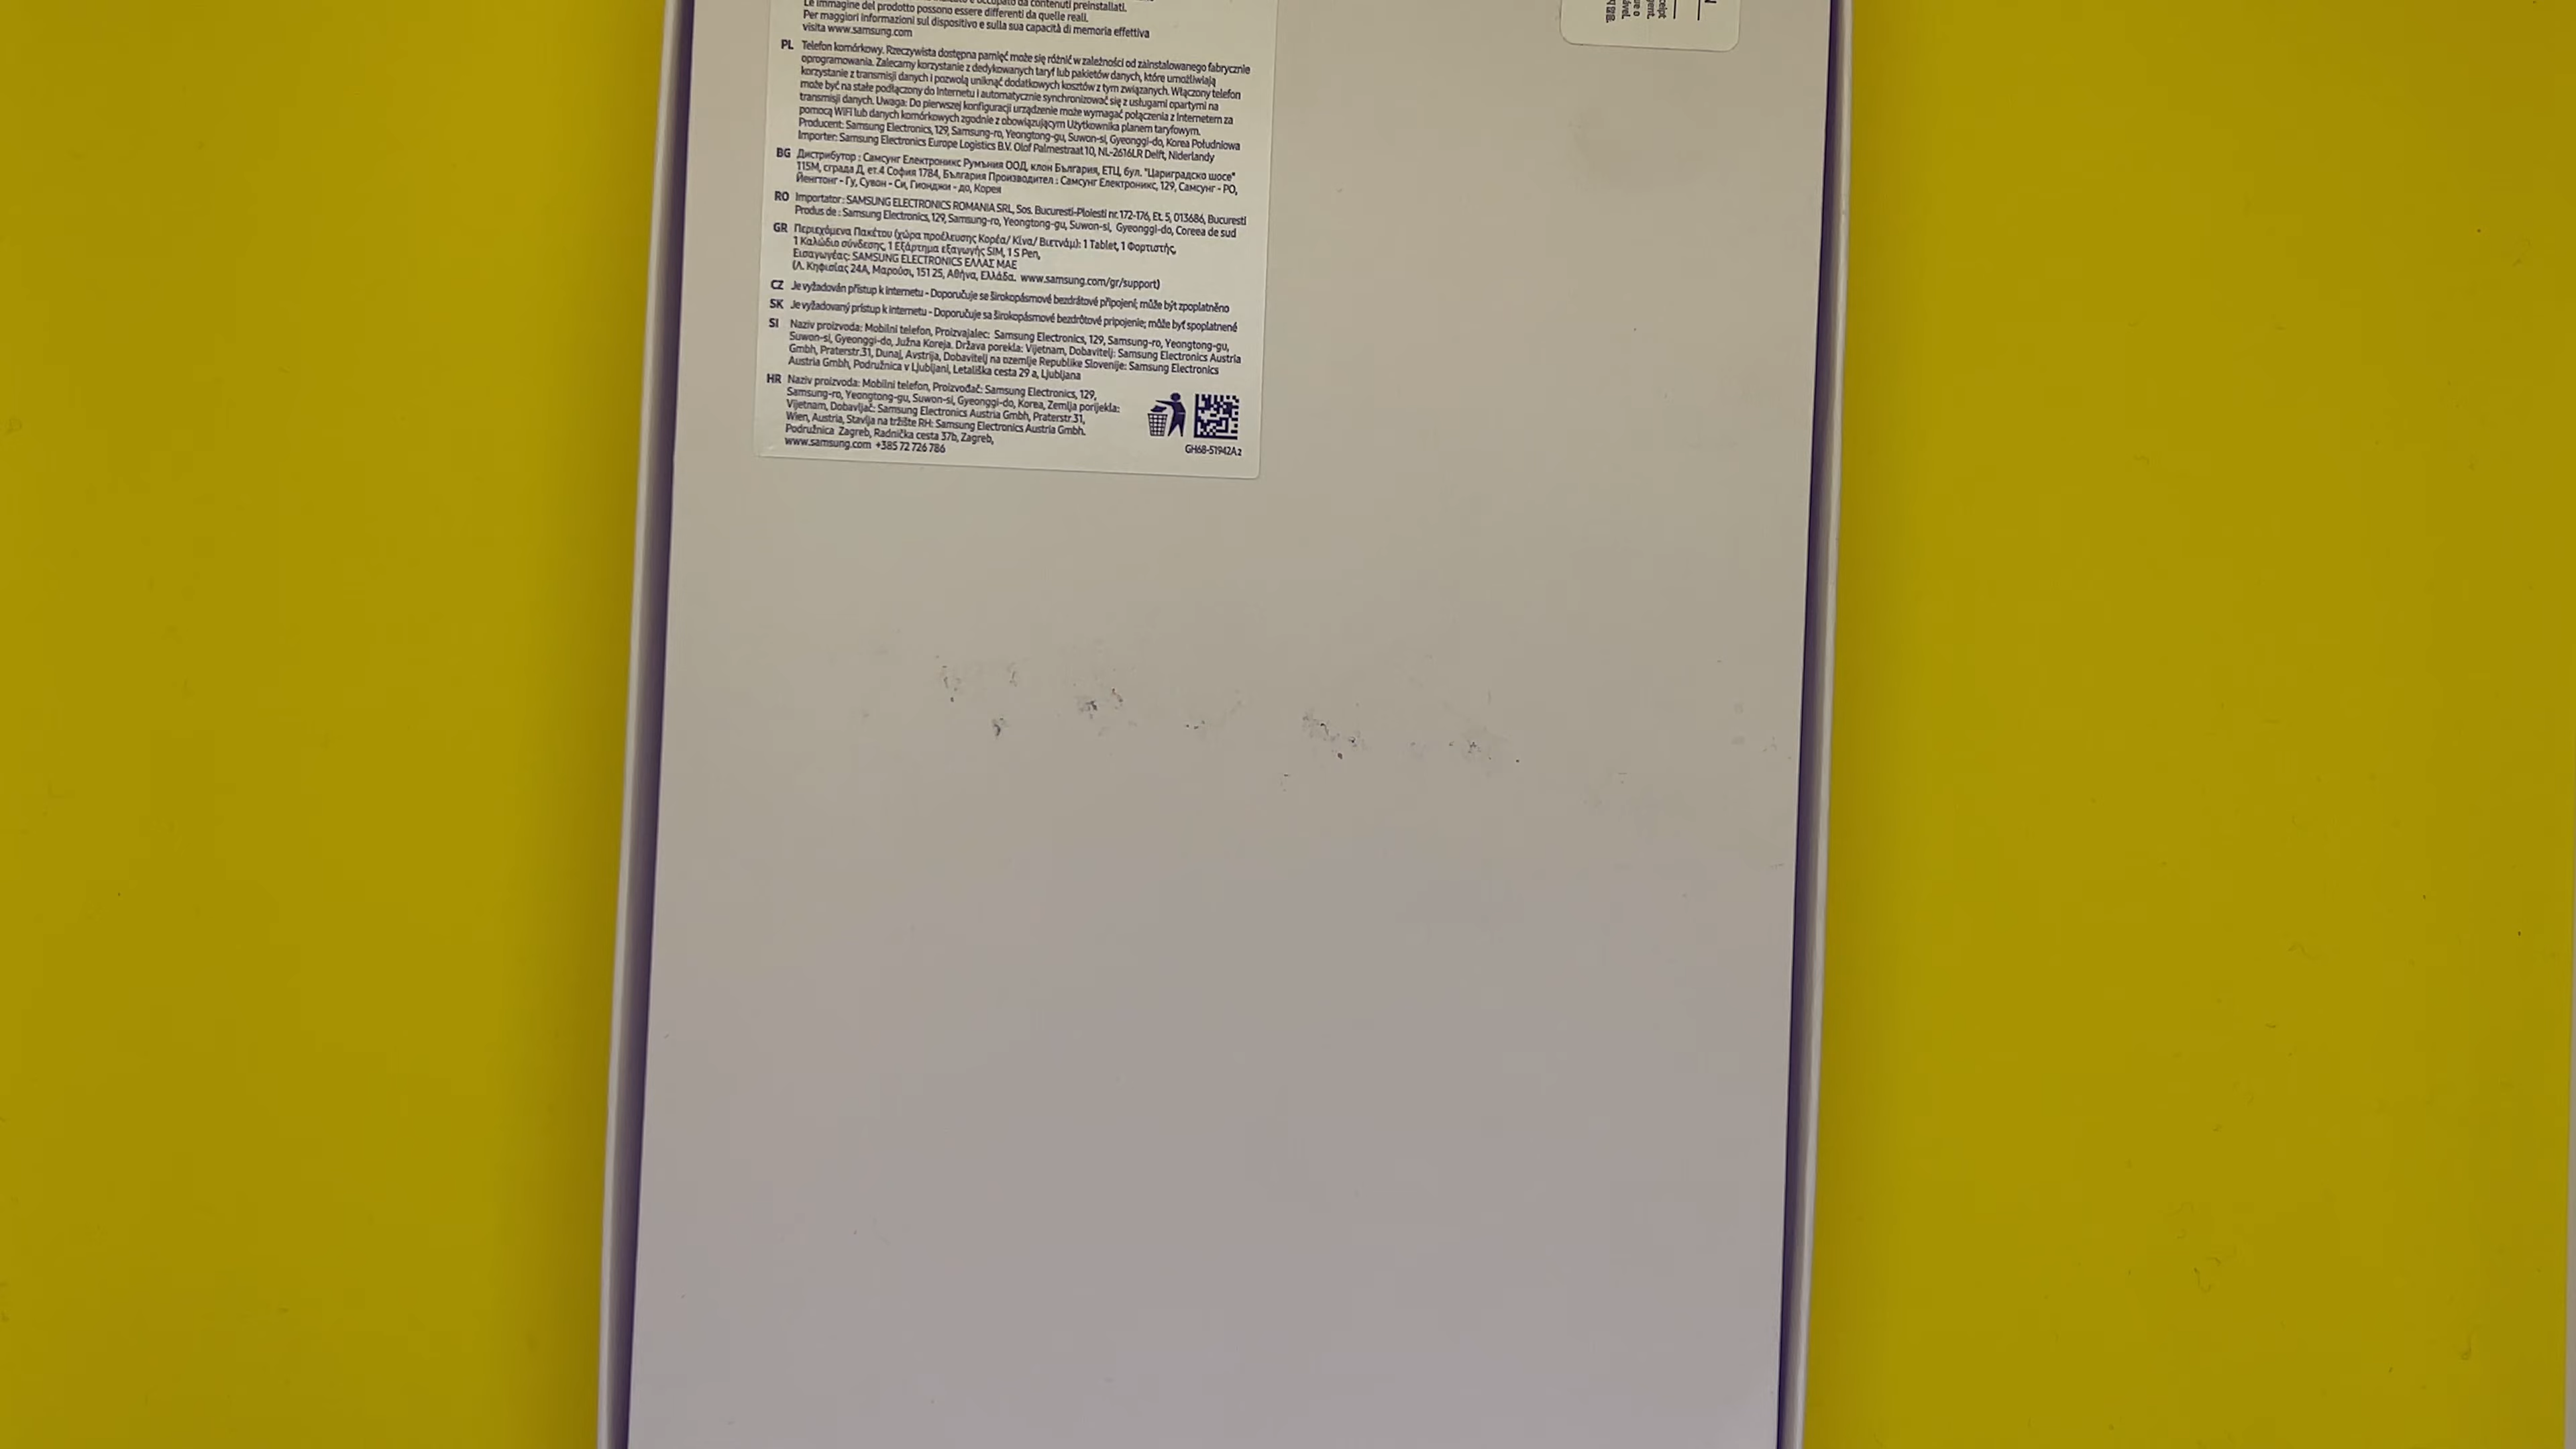 contenuti preinstallati.
Le immagine del prodotto possono essere differenti da quelle reali.
Per maggiori informazioni sul dispositivo e sulla sua capacità di memoria effettiva
visita www.samsung.com
PL Telefon komórkowy. Rzeczywista dostępna pamięć może się różnić w zależności od zainstalowanego fabrycznie
oprogramowania. Zalecamy korzystanie z dedykowanych taryf lub pakietów danych, które umożliwiają
korzystanie z transmisji danych i pozwolą uniknąć dodatkowych kosztów z tym związanych. Włączony telefon
może być na stałe podłączony do Internetu i automatycznie synchronizować się z usługami opartymi na
transmisji danych. Uwaga: Do pierwszej konfiguracji urządzenie może wymagać połączenia z Internetem za
pomocą WiFi lub danych komórkowych zgodnie z obowiązującym Użytkownika planem taryfowym.
Producent: Samsung Electronics, 129, Samsung-ro, Yeongtong-gu, Suwon-si, Gyeonggi-do, Korea Południowa
Importer: Samsung Electronics Europe Logistics B.V. Olof Palmestraat 10, NL-2616LR Delft, Niderlandy
BG Дистрибутор : Самсунг Електроникс Румъния ООД, клон България, ЕТЦ, бул. "Цариградско шосе"
115М, сграда Д, ет.4 София 1784, България Производител : Самсунг Електроникс, 129, Самсунг - РО,
Йенгтонг - Гу, Сувон - Си, Гионджи - до, Корея
RO Importator : SAMSUNG ELECTRONICS ROMANIA SRL, Sos. Bucuresti-Ploiesti nr. 172-176, Et. 5, 013686, Bucuresti
Produs de : Samsung Electronics, 129, Samsung-ro, Yeongtong-gu, Suwon-si, Gyeonggi-do, Coreea de sud
GR Περιεχόμενα Πακέτου (χώρα προέλευσης Κορέα/ Κίνα/ Βιετνάμ): 1 Tablet, 1 Φορτιστής,
1 Καλώδιο σύνδεσης, 1 Εξάρτημα εξαγωγής SIM, 1 S Pen,
Εισαγωγέας: SAMSUNG ELECTRONICS ΕΛΛΑΣ ΜΑΕ
(Λ. Κηφισίας 24Α, Μαρούσι, 151 25, Αθήνα, Ελλάδα. www.samsung.com/gr/support)
CZ Je vyžadován přístup k internetu - Doporučuje se širokopásmové bezdrátové připojení; může být zpoplatněno
SK Je vyžadovaný prístup k internetu - Doporučuje sa širokopásmové bezdrôtové pripojenie; môže byť spoplatnené
SI Naziv proizvoda: Mobilni telefon, Proizvajalec: Samsung Electronics, 129, Samsung-ro, Yeongtong-gu,
Suwon-si, Gyeonggi-do, Južna Koreja. Država porekla: Vijetnam, Dobavitelj: Samsung Electronics Austria
Gmbh, Praterstr.31, Dunaj, Avstrija, Dobavitelj na ozemlje Republike Slovenije: Samsung Electronics
Austria Gmbh, Podružnica v Ljubljani, Letališka cesta 29 a, Ljubljana
HR Naziv proizvoda: Mobilni telefon, Proizvođač: Samsung Electronics, 129,
Samsung-ro, Yeongtong-gu, Suwon-si, Gyeonggi-do, Korea, Zemlja porijekla:
Vijetnam, Dobavljač: Samsung Electronics Austria Gmbh, Praterstr.31,
Wien, Austria, Stavlja na tržište RH: Samsung Electronics Austria Gmbh.
Podružnica Zagreb, Radnička cesta 37b, Zagreb,
www.samsung.com +385 72 726 786
GH68-51942A2